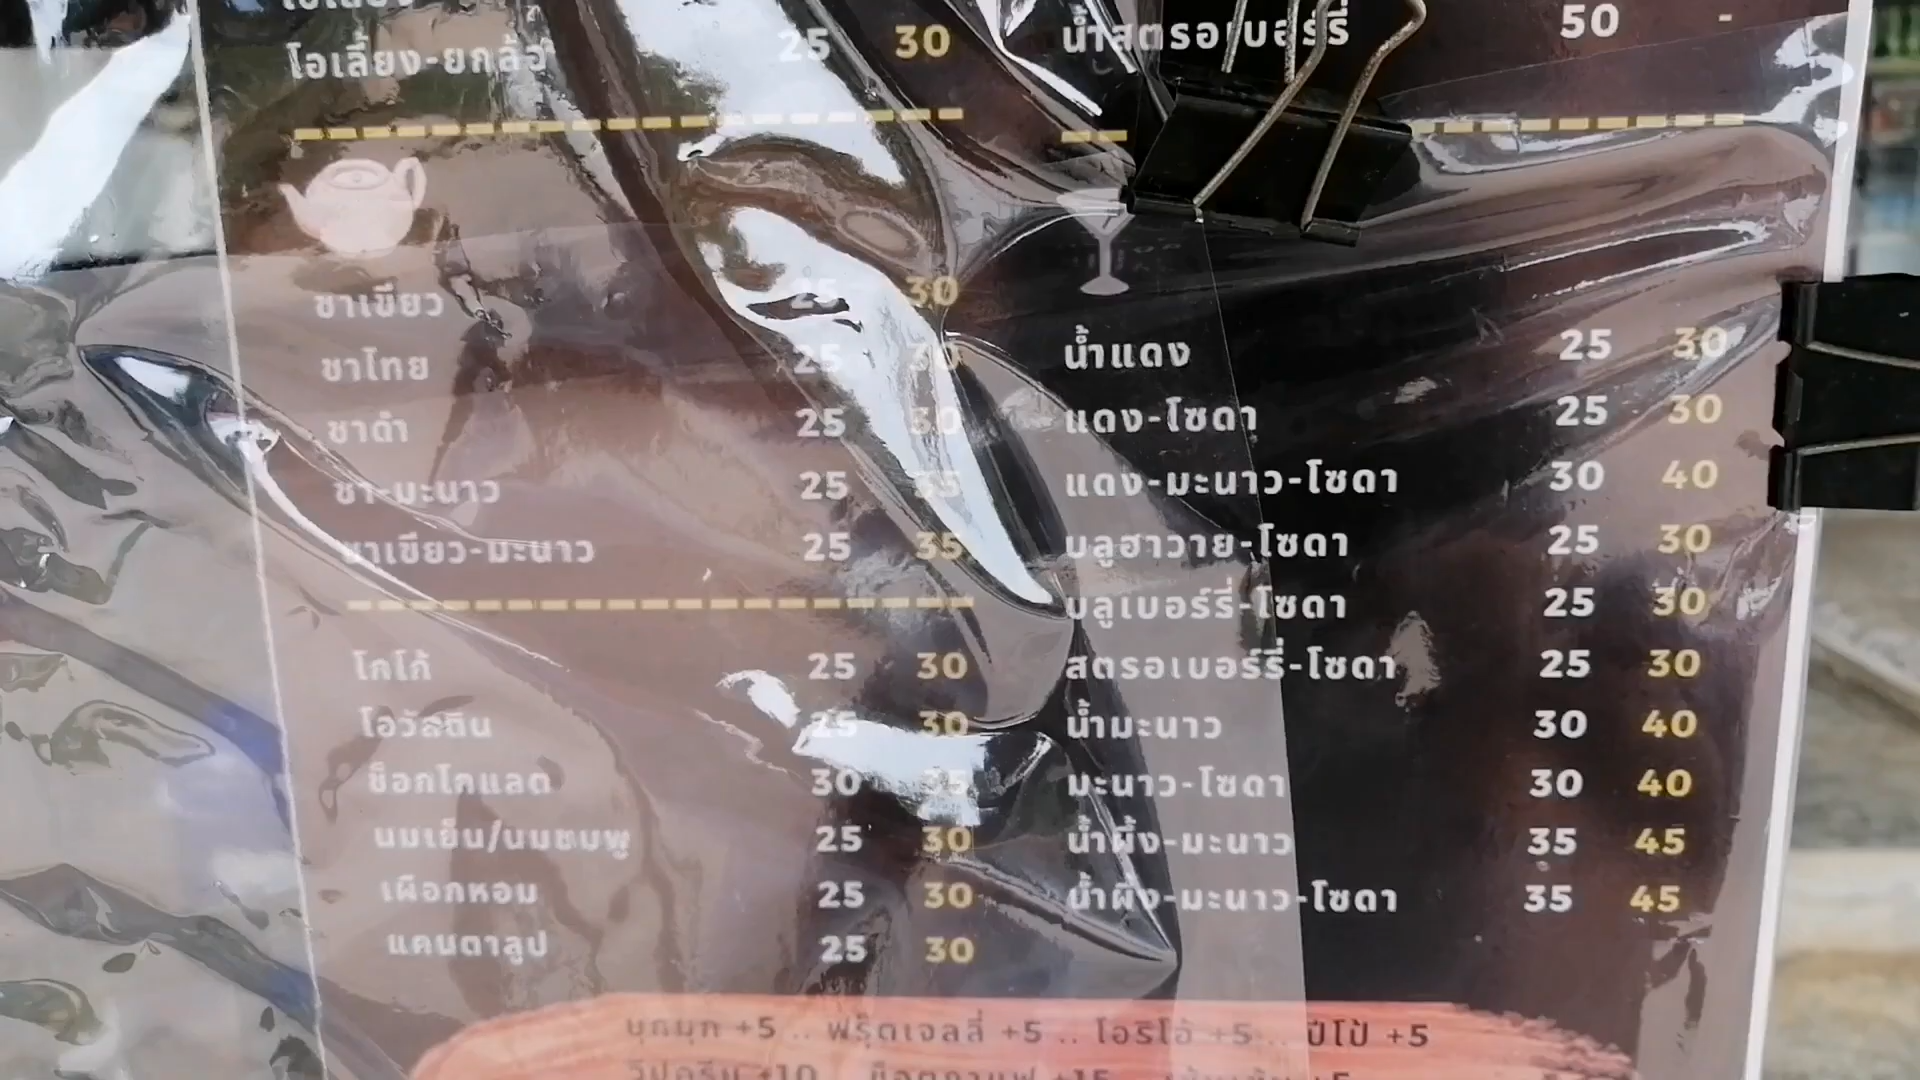 โอเลี้ยง-ยกล้อ 25 30
ชาเขียว 25 30
ชาไทย 25 30
ชาดำ 25 30
ชา-มะนาว 25 35
ชาเขียว-มะนาว 25 35
โกโก้ 25 30
โอวัลติน 25 30
ช็อกโกแลต 30 35
นมเย็น/นมชมพู 25 30
เผือกหอม 25 30
แคนตาลูป 25 30
น้ำสตรอเบอร์รี่ 50 -
น้ำแดง 25 30
แดง-โซดา 25 30
แดง-มะนาว-โซดา 30 40
บลูฮาวาย-โซดา 25 30
บลูเบอร์รี่-โซดา 25 30
สตรอเบอร์รี่-โซดา 25 30
น้ำมะนาว 30 40
มะนาว-โซดา 30 40
น้ำผึ้ง-มะนาว 35 45
น้ำผึ้ง-มะนาว-โซดา 35 45
บุกมุก +5 .. ฟรุ๊ตเจลลี่ +5 .. โอริโอ้ +5 .. ปีโป้ +5
วิปครีม +10